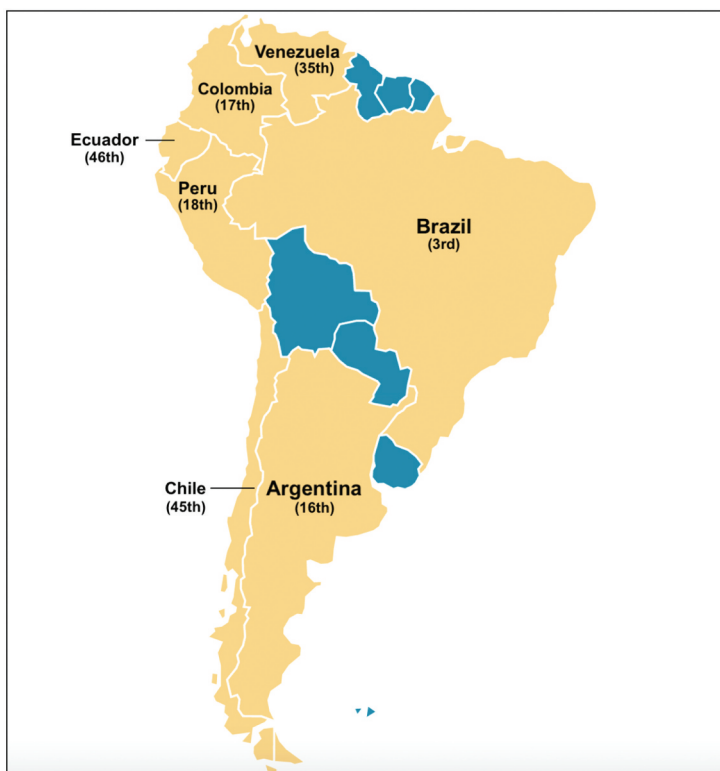 Venezuela
(35th)
Colombia
(17th)
Ecuador
(46th)
Peru
(18th)
Brazil
(3rd)
Chile
(45th)
Argentina
(16th)